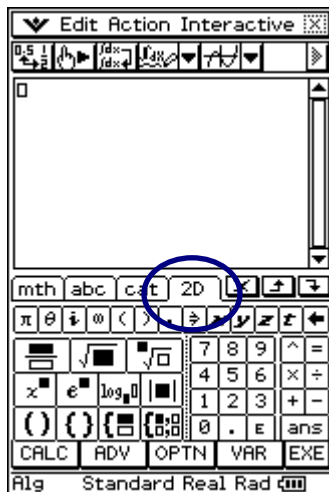 Edit Action Interactive
mth abc cat 2D
π θ i ∞ ( ) , ⇒ x y z t ←
7 8 9 ^ =
4 5 6 × ÷
1 2 3 + −
0 . E ans
CALC ADV OPTN VAR EXE
Alg Standard Real Rad